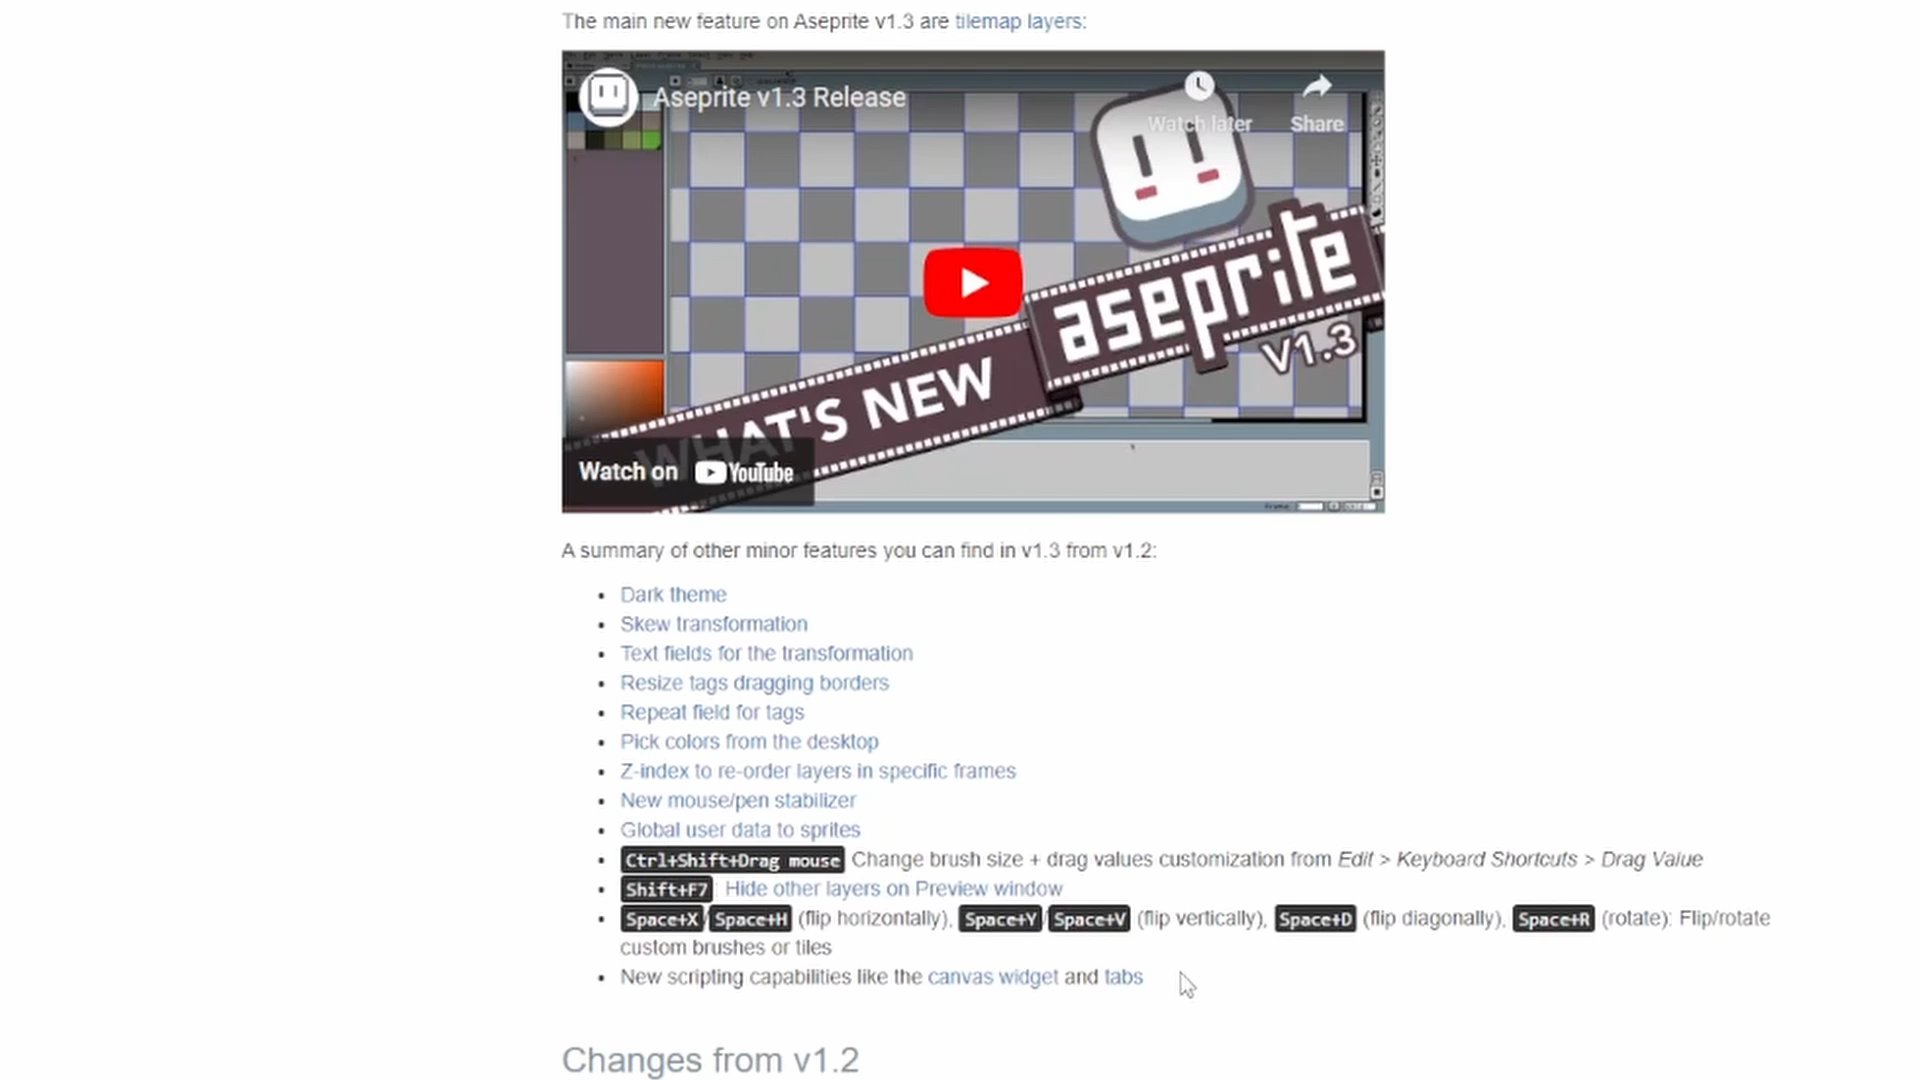 The main new feature on Aseprite v1.3 are tilemap layers:
Aseprite v1.3 Release
Watch later
Share
aseprite
v1.3
WHAT'S NEW
Watch on YouTube
A summary of other minor features you can find in v1.3 from v1.2:
Dark theme
Skew transformation
Text fields for the transformation
Resize tags dragging borders
Repeat field for tags
Pick colors from the desktop
Z-index to re-order layers in specific frames
New mouse/pen stabilizer
Global user data to sprites
Ctrl+Shift+Drag mouse Change brush size + drag values customization from Edit > Keyboard Shortcuts > Drag Value
Shift+F7: Hide other layers on Preview window
Space+X/Space+H (flip horizontally), Space+Y/Space+V (flip vertically), Space+D (flip diagonally), Space+R (rotate): Flip/rotate
custom brushes or tiles
New scripting capabilities like the canvas widget and tabs
Changes from v1.2